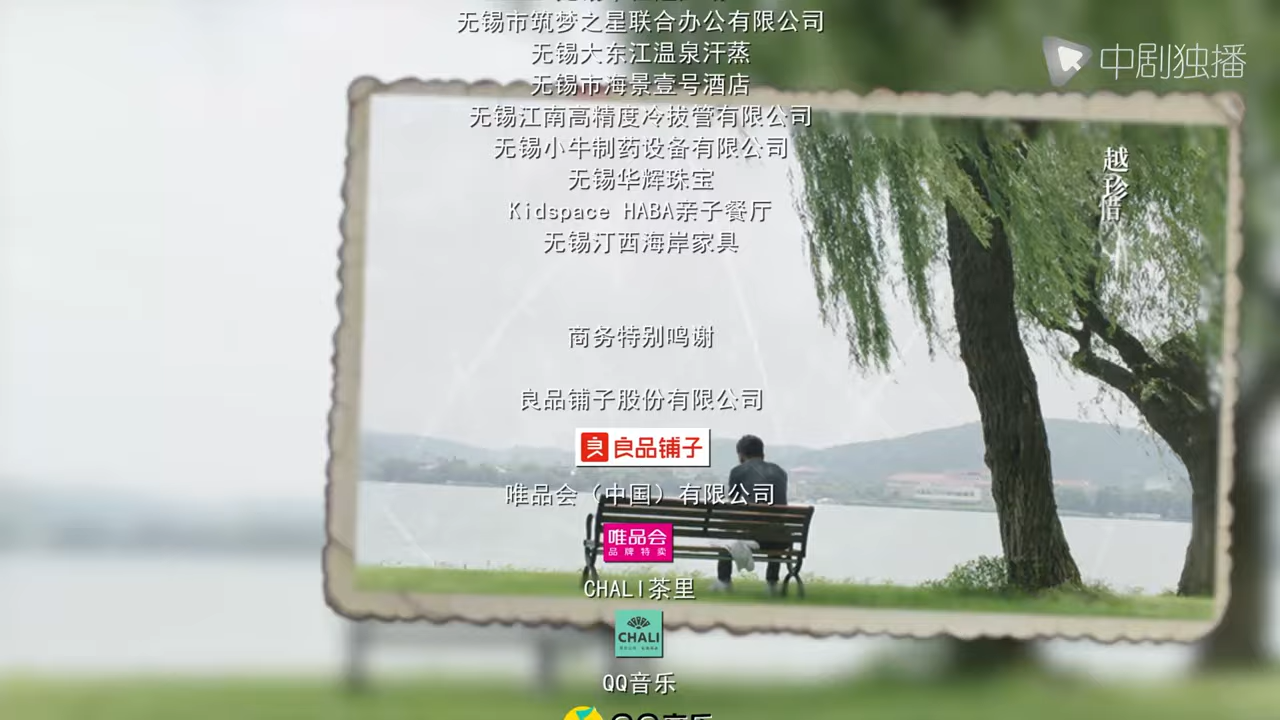 无锡市筑梦之星联合办公有限公司
无锡大东江温泉汗蒸
无锡市海景壹号酒店
无锡江南高精度冷拔管有限公司
无锡小牛制药设备有限公司
无锡华辉珠宝
Kidspace HABA亲子餐厅
无锡汀西海岸家具
商务特别鸣谢
良品铺子股份有限公司
良品铺子
唯品会（中国）有限公司
唯品会
品牌特卖
CHALI茶里
CHALI
QQ音乐
QQ音乐
中剧独播
越珍惜